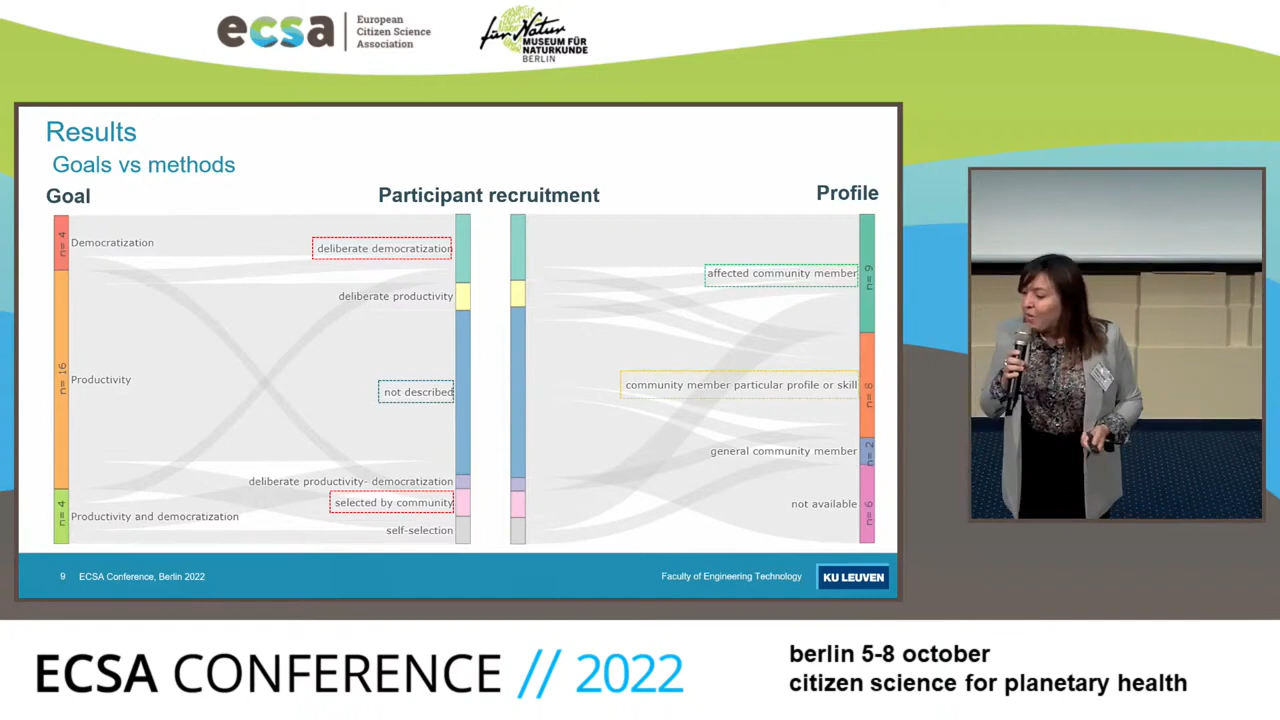 ecsa
European
Citizen Science
Association
für Natur
MUSEUM FÜR
NATURKUNDE
BERLIN
Results
Goals vs methods
Goal
Participant recruitment
Profile
n= 4
Democratization
deliberate democratization
affected community member
n= 9
deliberate productivity
n= 16
Productivity
not described
community member particular profile or skill
n= 8
general community member
n= 2
deliberate productivity- democratization
n= 4
Productivity and democratization
selected by community
not available
n= 6
self-selection
9
ECSA Conference, Berlin 2022
Faculty of Engineering Technology
KU LEUVEN
ECSA CONFERENCE // 2022
berlin 5-8 october
citizen science for planetary health